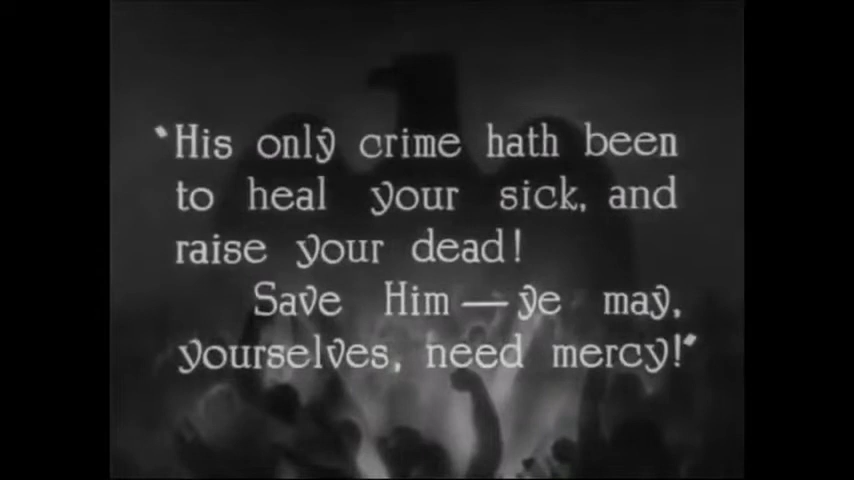 "His only crime hath been
to heal your sick, and
raise your dead!
Save Him — ye may,
yourselves, need mercy!"